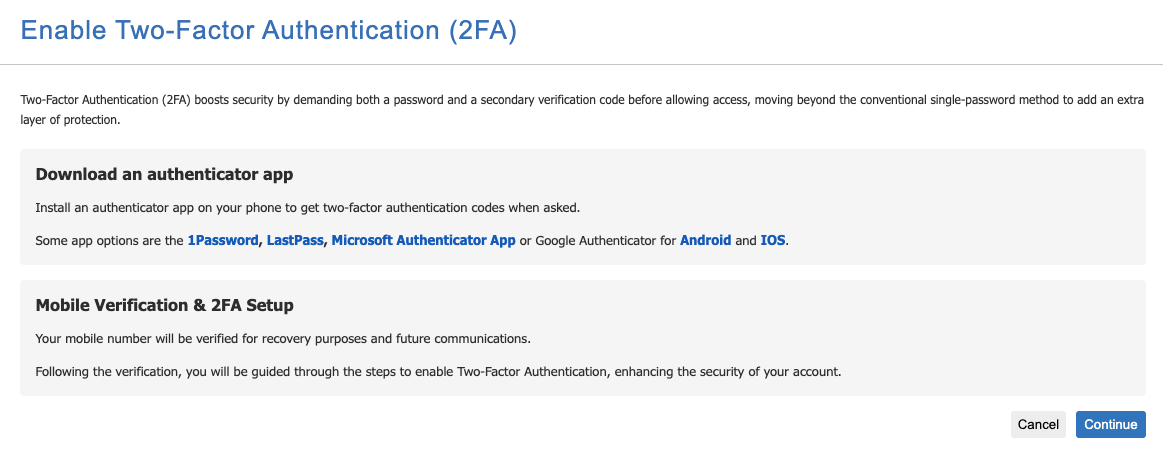 Enable Two-Factor Authentication (2FA)
Two-Factor Authentication (2FA) boosts security by demanding both a password and a secondary verification code before allowing access, moving beyond the conventional single-password method to add an extra
layer of protection.
Download an authenticator app
Install an authenticator app on your phone to get two-factor authentication codes when asked.
Some app options are the 1Password, LastPass, Microsoft Authenticator App or Google Authenticator for Android and IOS.
Mobile Verification & 2FA Setup
Your mobile number will be verified for recovery purposes and future communications.
Following the verification, you will be guided through the steps to enable Two-Factor Authentication, enhancing the security of your account.
Cancel Continue